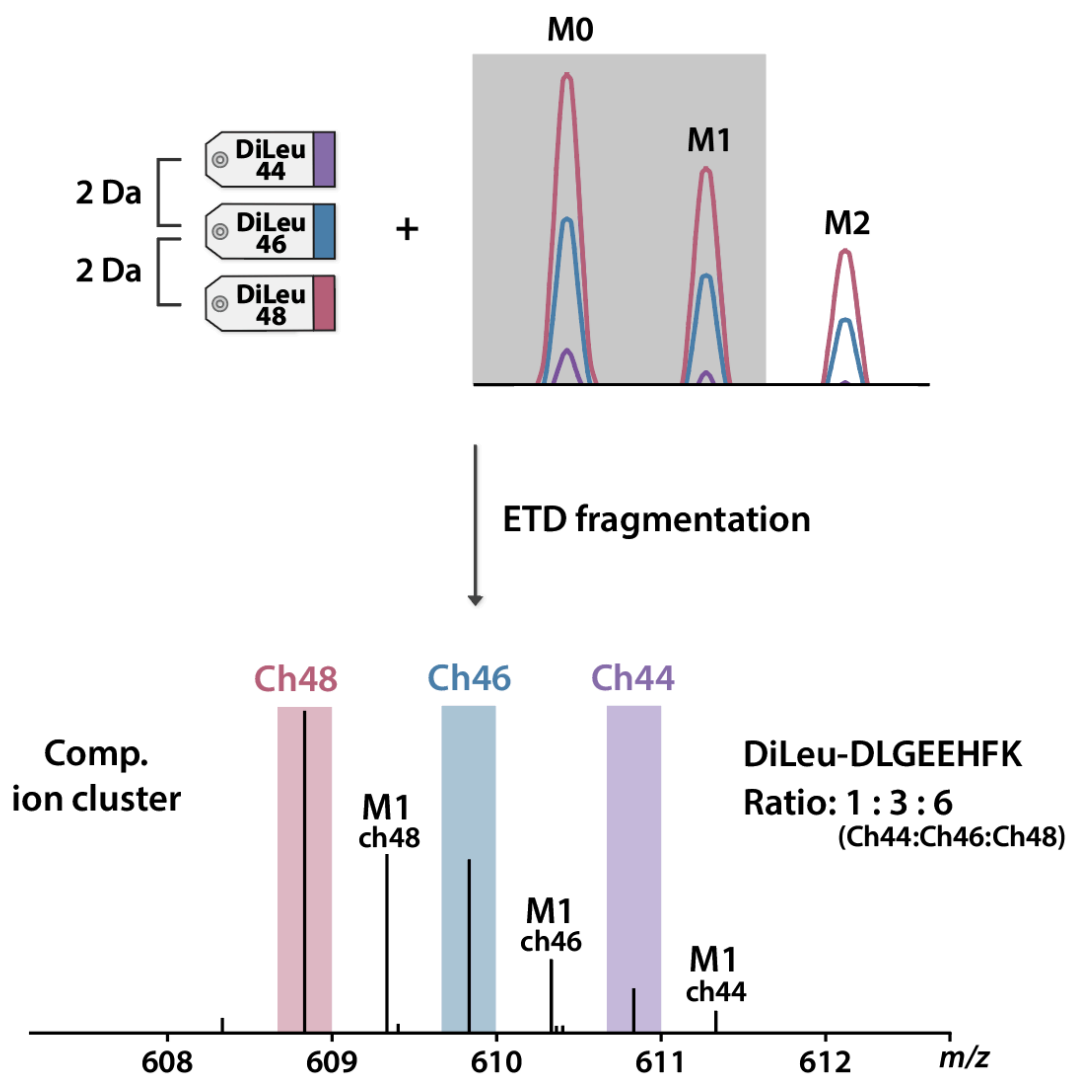 M0
M1
M2
DiLeu
44
DiLeu
46
DiLeu
48
2 Da
2 Da
+
ETD fragmentation
Ch48
Ch46
Ch44
Comp.
ion cluster
M1
ch48
M1
ch46
M1
ch44
DiLeu-DLGEEHFK
Ratio: 1 : 3 : 6
(Ch44:Ch46:Ch48)
608 609 610 611 612 m/z